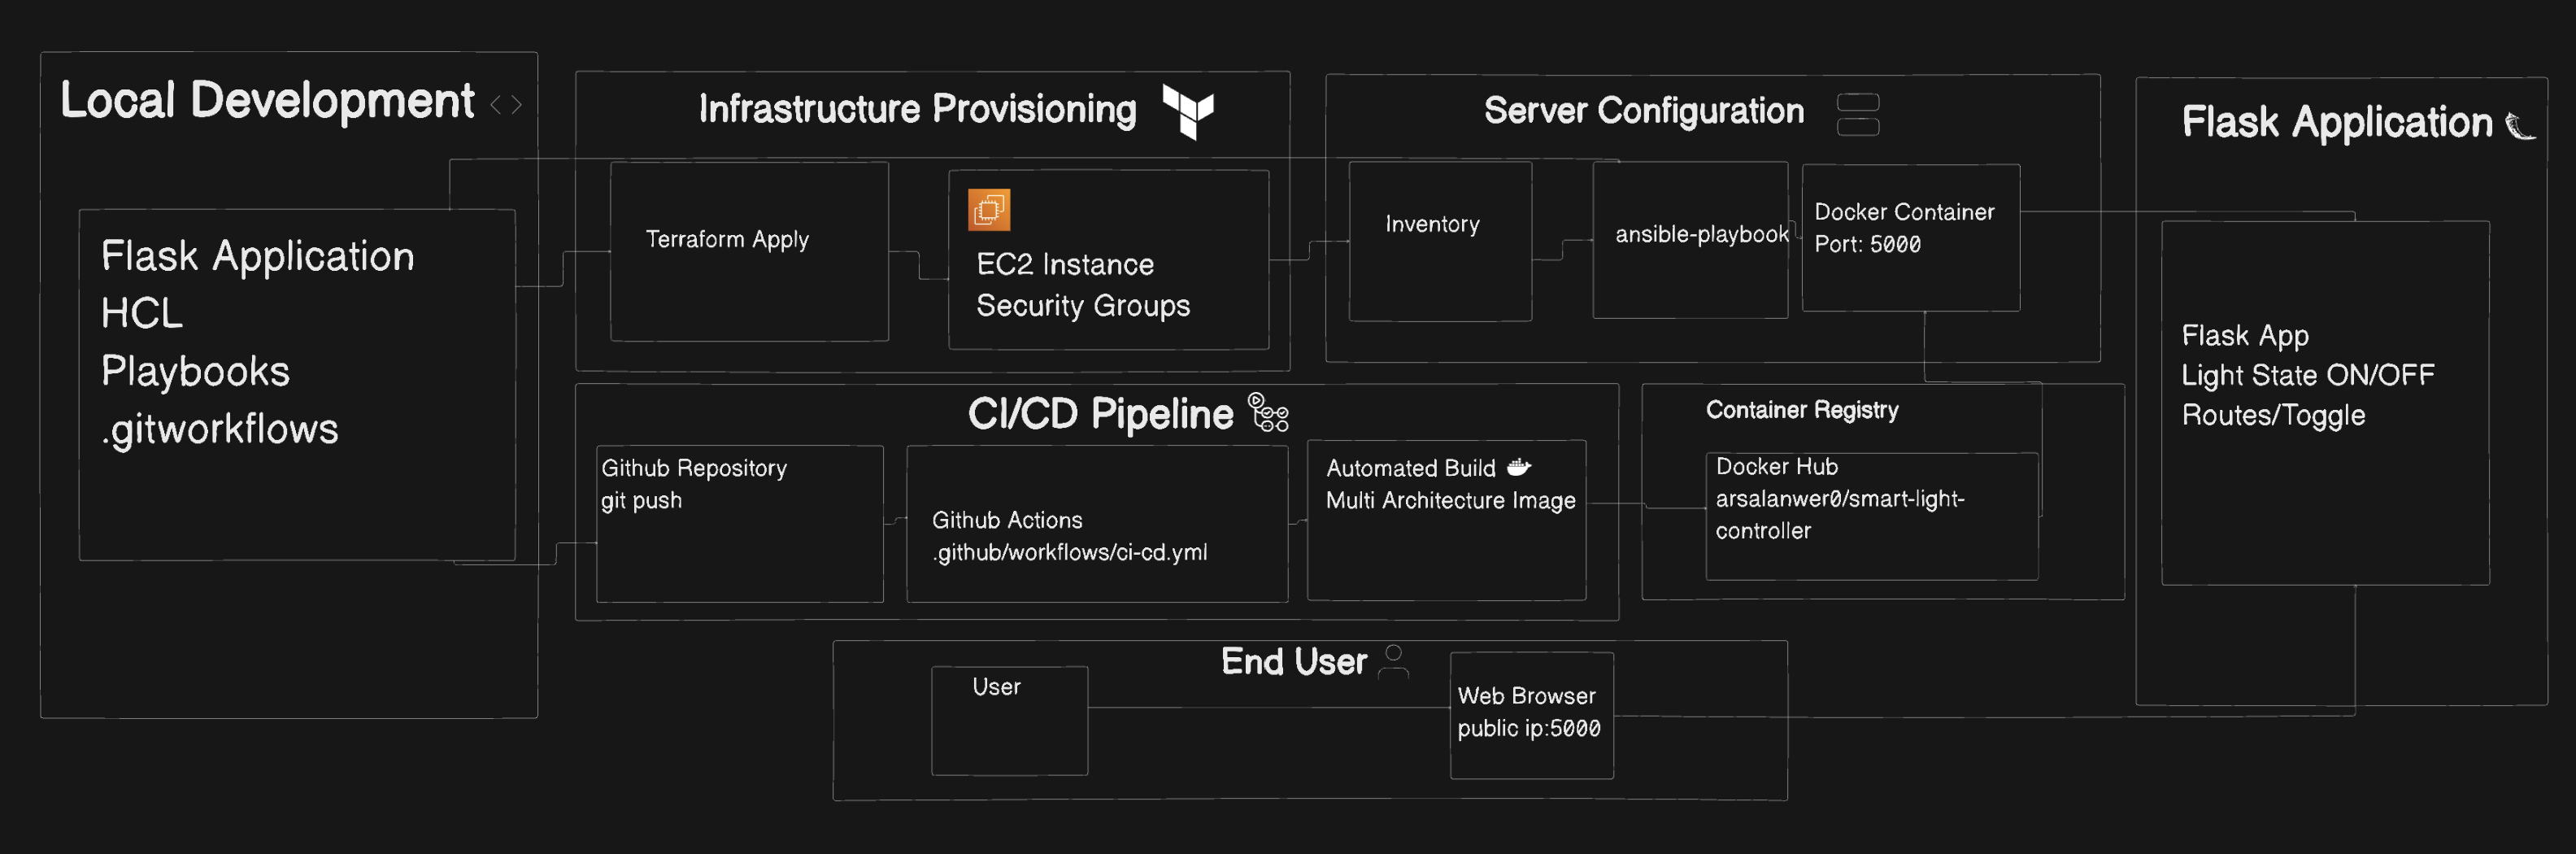 Local Development
Flask Application
HCL
Playbooks
.gitworkflows
Infrastructure Provisioning
Terraform Apply
EC2 Instance
Security Groups
Server Configuration
Inventory
ansible-playbook
Docker Container
Port: 5000
Flask Application
Flask App
Light State ON/OFF
Routes/Toggle
CI/CD Pipeline
Github Repository
git push
Github Actions
.github/workflows/ci-cd.yml
Automated Build
Multi Architecture Image
Container Registry
Docker Hub
arsalanwer0/smart-light-
controller
End User
User
Web Browser
public ip:5000